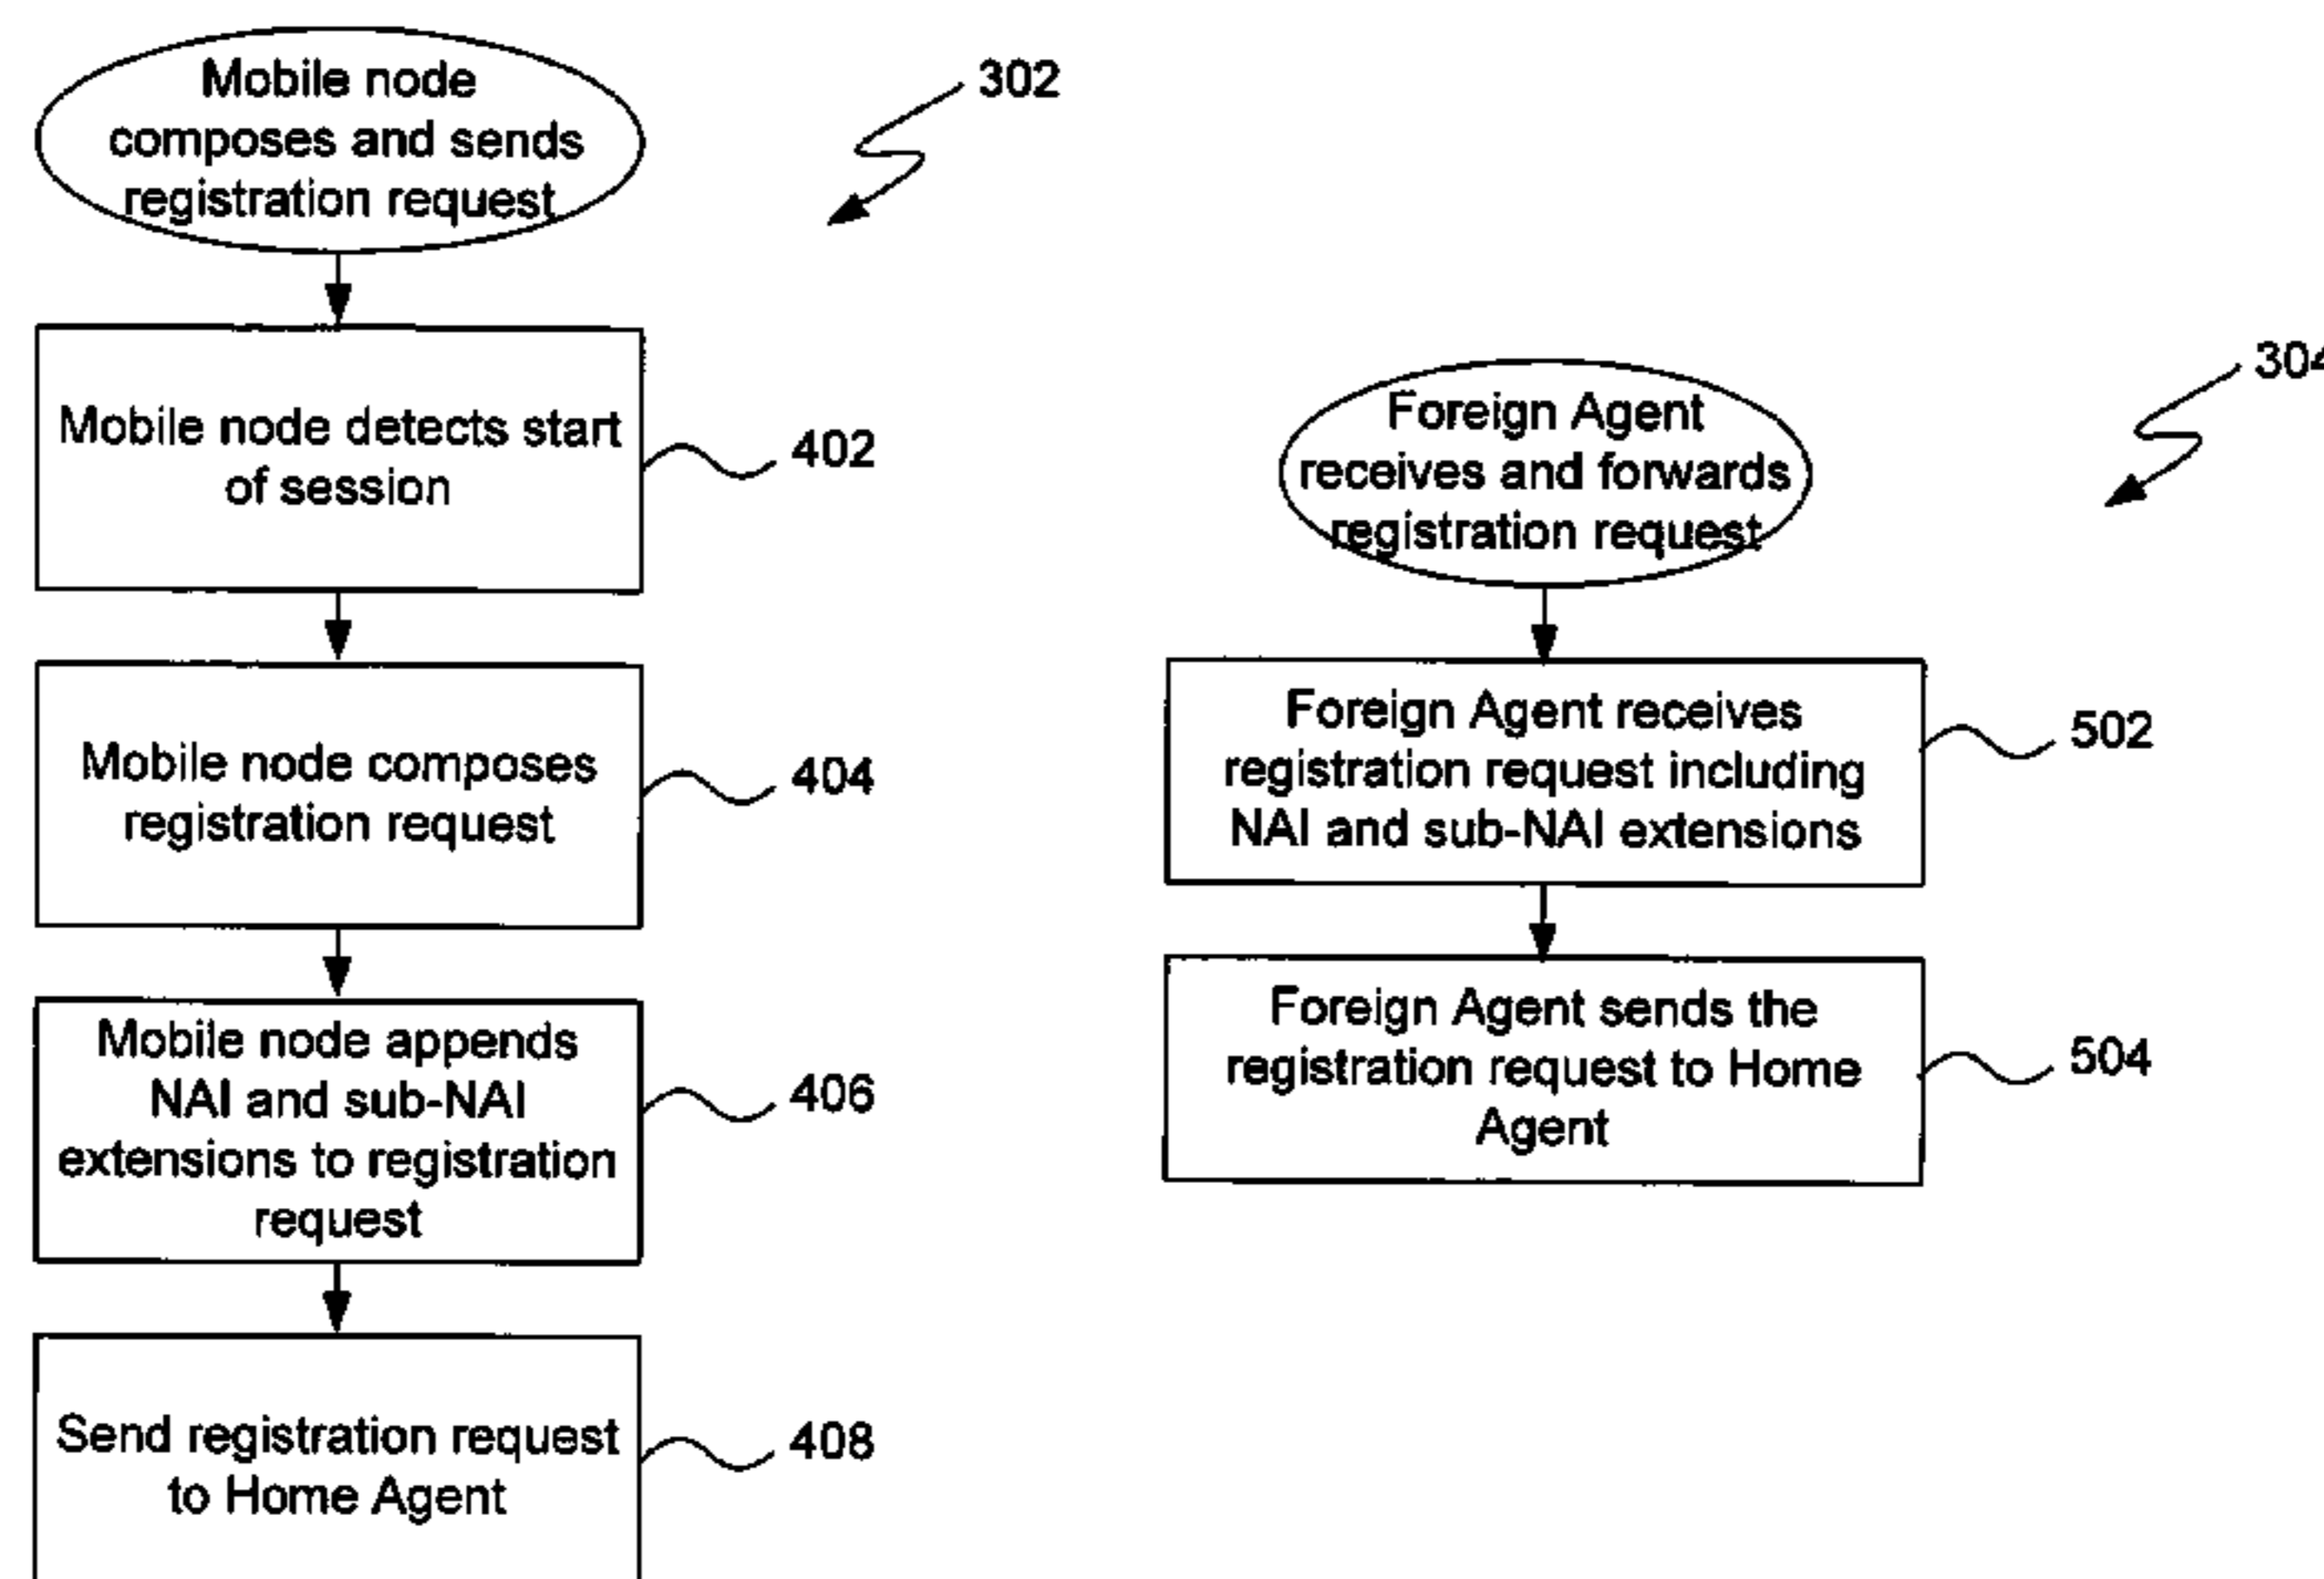 Mobile node
composes and sends
registration request
302
Mobile node detects start
of session
402
Mobile node composes
registration request
404
Mobile node appends
NAI and sub-NAI
extensions to registration
request
406
Send registration request
to Home Agent
408
Foreign Agent
receives and forwards
registration request
304
Foreign Agent receives
registration request including
NAI and sub-NAI extensions
502
Foreign Agent sends the
registration request to Home
Agent
504